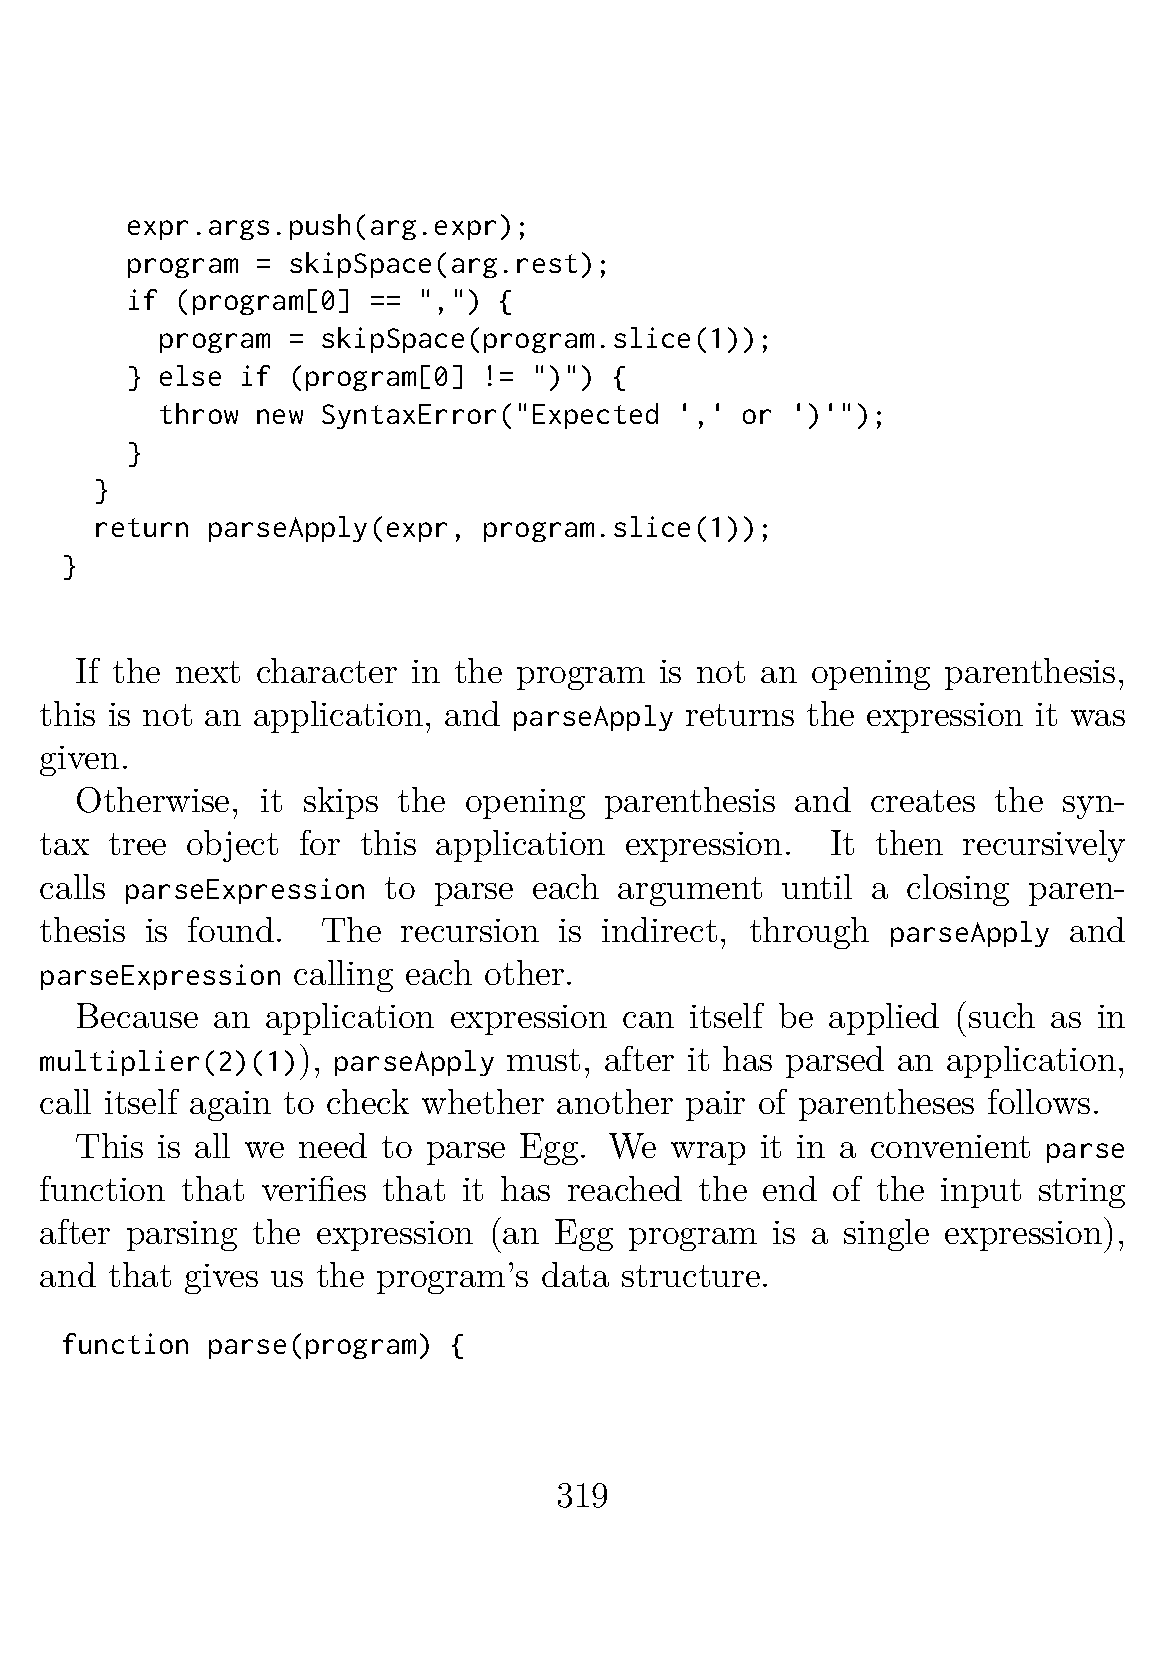 expr.args.push(arg.expr);
    program = skipSpace(arg.rest);
    if (program[0] == ",") {
      program = skipSpace(program.slice(1));
    } else if (program[0] != ")") {
      throw new SyntaxError("Expected ',' or ')'");
    }
  }
  return parseApply(expr, program.slice(1));
}
If the next character in the program is not an opening parenthesis,
this is not an application, and parseApply returns the expression it was
given.
Otherwise, it skips the opening parenthesis and creates the syn-
tax tree object for this application expression. It then recursively
calls parseExpression to parse each argument until a closing paren-
thesis is found. The recursion is indirect, through parseApply and
parseExpression calling each other.
Because an application expression can itself be applied (such as in
multiplier(2)(1)), parseApply must, after it has parsed an application,
call itself again to check whether another pair of parentheses follows.
This is all we need to parse Egg. We wrap it in a convenient parse
function that verifies that it has reached the end of the input string
after parsing the expression (an Egg program is a single expression),
and that gives us the program's data structure.
function parse(program) {
319